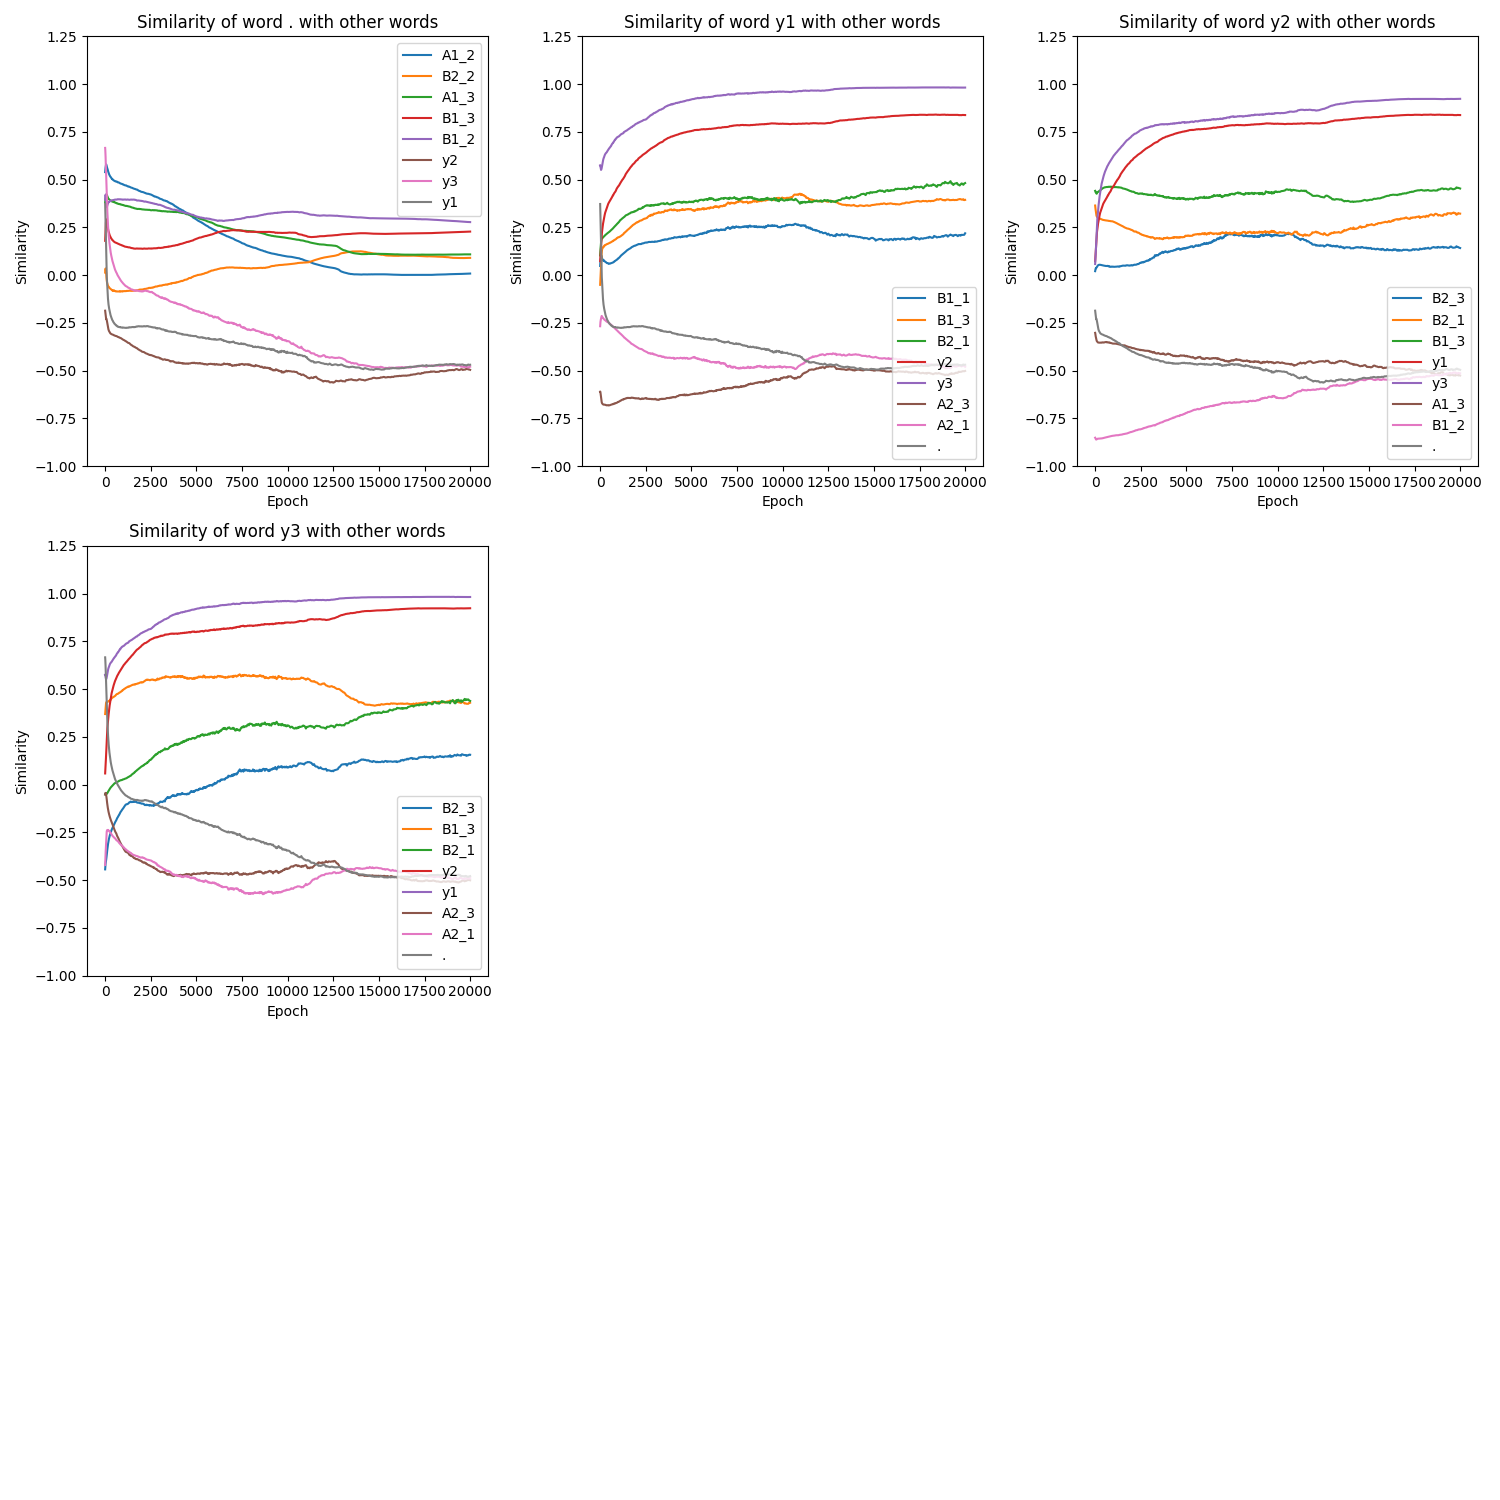 Similarity of word . with other words
1.25
1.00
0.75
0.50
0.25
0.00
−0.25
−0.50
−0.75
−1.00
Similarity
A1_2
B2_2
A1_3
B1_3
B1_2
y2
y3
y1
0 2500 5000 7500 10000 12500 15000 17500 20000
Epoch
Similarity of word y1 with other words
1.25
1.00
0.75
0.50
0.25
0.00
−0.25
−0.50
−0.75
−1.00
Similarity
B1_1
B1_3
B2_1
y2
y3
A2_3
A2_1
.
0 2500 5000 7500 10000 12500 15000 17500 20000
Epoch
Similarity of word y2 with other words
1.25
1.00
0.75
0.50
0.25
0.00
−0.25
−0.50
−0.75
−1.00
Similarity
B2_3
B2_1
B1_3
y1
y3
A1_3
B1_2
.
0 2500 5000 7500 10000 12500 15000 17500 20000
Epoch
Similarity of word y3 with other words
1.25
1.00
0.75
0.50
0.25
0.00
−0.25
−0.50
−0.75
−1.00
Similarity
B2_3
B1_3
B2_1
y2
y1
A2_3
A2_1
.
0 2500 5000 7500 10000 12500 15000 17500 20000
Epoch